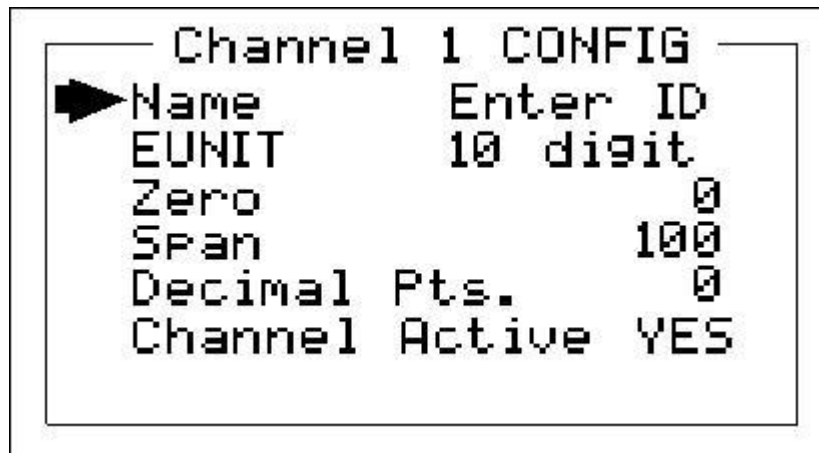 Channel 1 CONFIG
Name Enter ID
EUNIT 10 digit
Zero 0
Span 100
Decimal Pts. 0
Channel Active YES